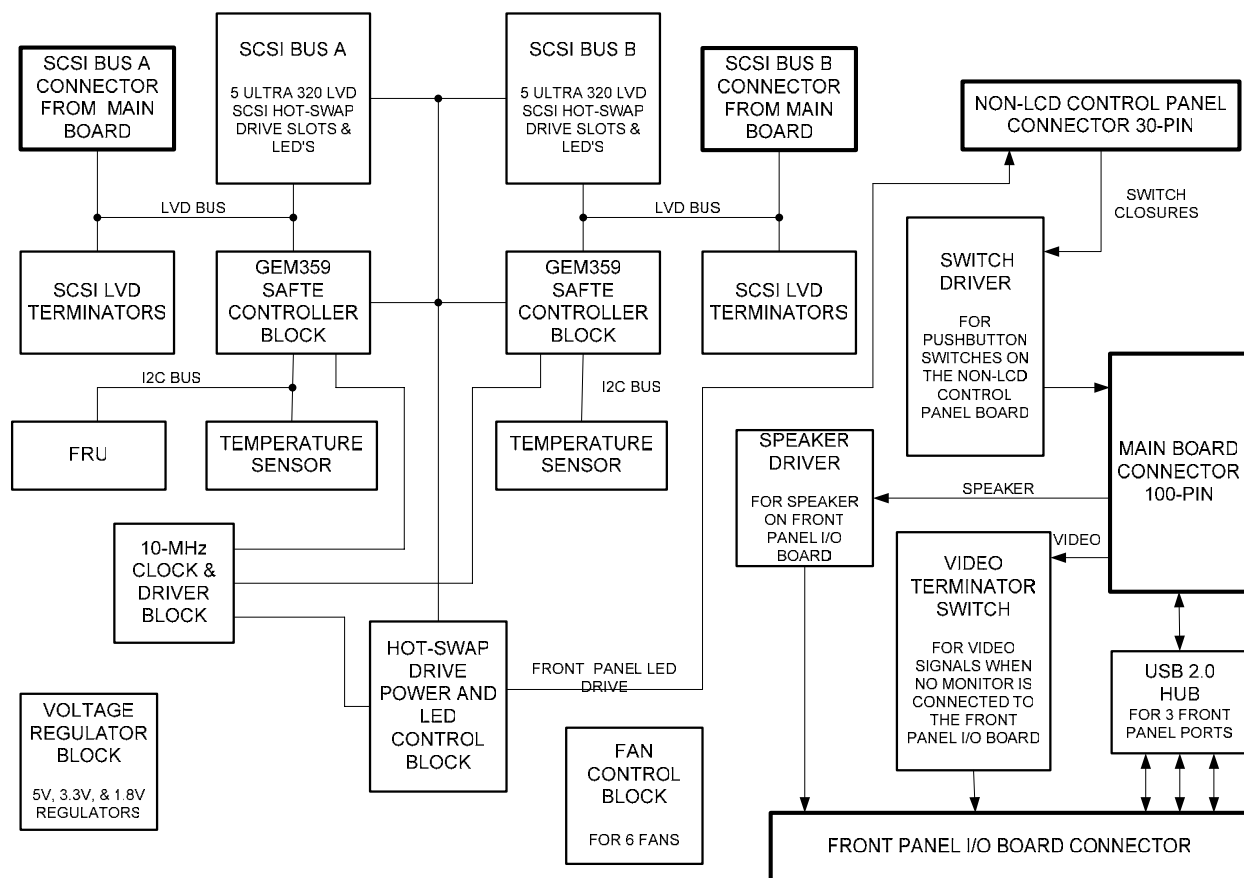 SCSI BUS A
CONNECTOR
FROM MAIN
BOARD
SCSI BUS A
5 ULTRA 320 LVD
SCSI HOT-SWAP
DRIVE SLOTS &
LED'S
SCSI BUS B
5 ULTRA 320 LVD
SCSI HOT-SWAP
DRIVE SLOTS &
LED'S
SCSI BUS B
CONNECTOR
FROM MAIN
BOARD
NON-LCD CONTROL PANEL
CONNECTOR 30-PIN
LVD BUS
LVD BUS
SWITCH
CLOSURES
SCSI LVD
TERMINATORS
GEM359
SAFTE
CONTROLLER
BLOCK
GEM359
SAFTE
CONTROLLER
BLOCK
SCSI LVD
TERMINATORS
SWITCH
DRIVER
FOR
PUSHBUTTON
SWITCHES ON
THE NON-LCD
CONTROL
PANEL BOARD
I2C BUS
I2C BUS
FRU
TEMPERATURE
SENSOR
TEMPERATURE
SENSOR
SPEAKER
DRIVER
FOR SPEAKER
ON FRONT
PANEL I/O
BOARD
SPEAKER
MAIN BOARD
CONNECTOR
100-PIN
VIDEO
10-MHz
CLOCK &
DRIVER
BLOCK
VIDEO
TERMINATOR
SWITCH
FOR VIDEO
SIGNALS WHEN
NO MONITOR IS
CONNECTED TO
THE FRONT
PANEL I/O BOARD
HOT-SWAP
DRIVE
POWER AND
LED
CONTROL
BLOCK
FRONT PANEL LED
DRIVE
USB 2.0
HUB
FOR 3 FRONT
PANEL PORTS
VOLTAGE
REGULATOR
BLOCK
5V, 3.3V, & 1.8V
REGULATORS
FAN
CONTROL
BLOCK
FOR 6 FANS
FRONT PANEL I/O BOARD CONNECTOR